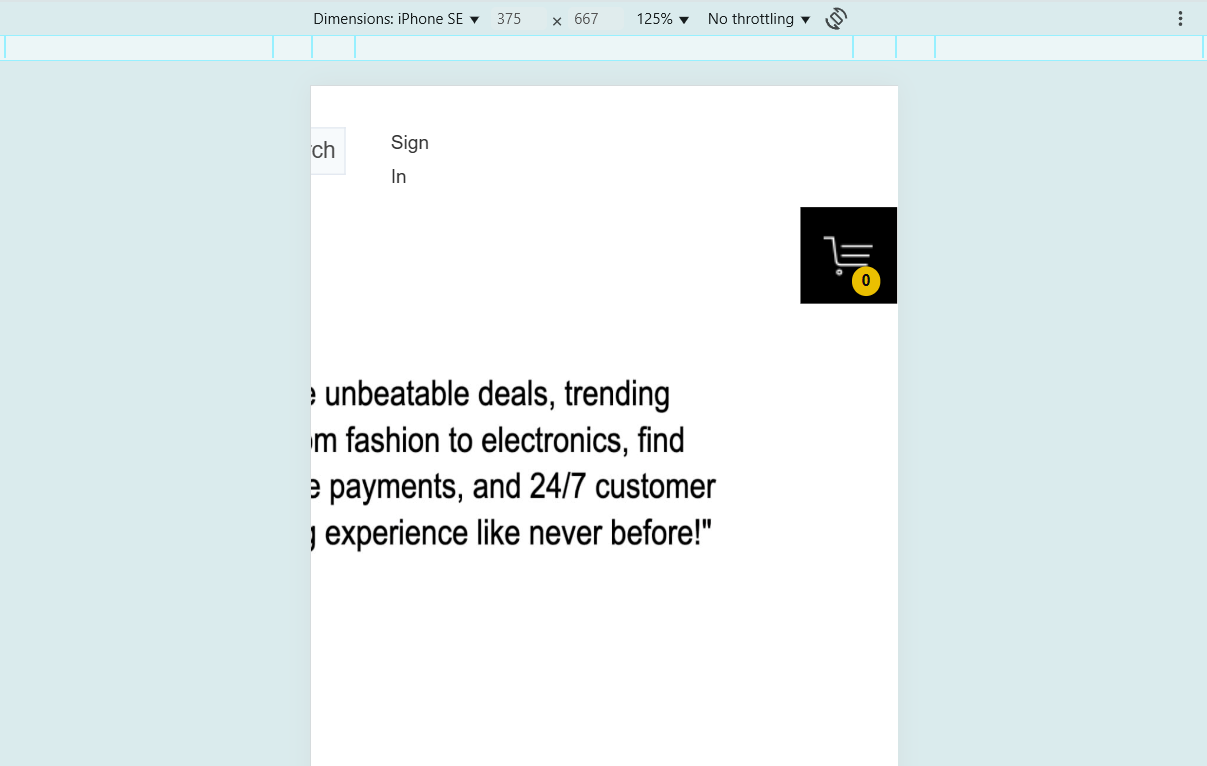 Dimensions: iPhone SE ▼ 375 × 667 125% ▼ No throttling ▼
rch
Sign
In
0
e unbeatable deals, trending
om fashion to electronics, find
e payments, and 24/7 customer
g experience like never before!"